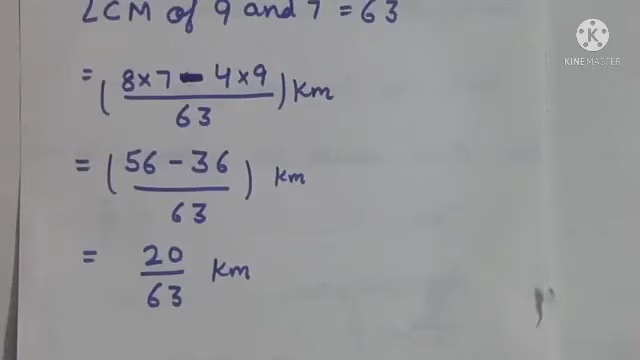 LCM of 9 and 7 = 63
= ( 8×7 - 4×9 / 63 ) Km
= ( 56 - 36 / 63 ) Km
= 20 / 63 Km
KINEMASTER